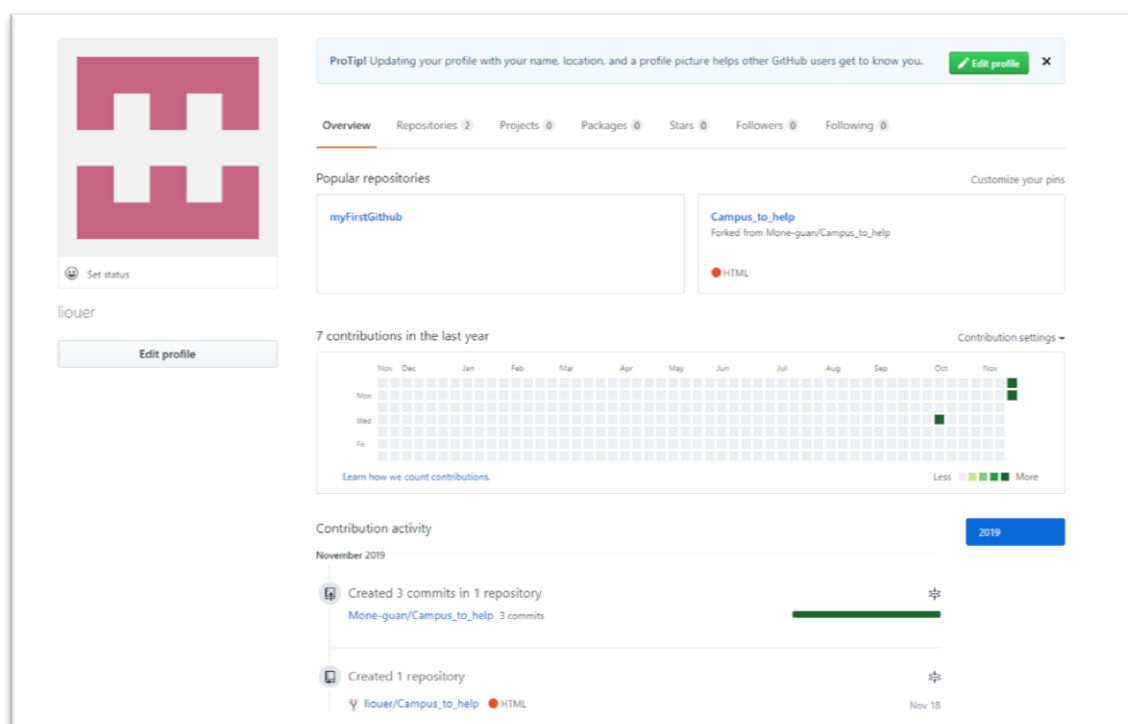 ProTip! Updating your profile with your name, location, and a profile picture helps other GitHub users get to know you.
Edit profile
Overview Repositories 2 Projects 0 Packages 0 Stars 0 Followers 0 Following 0
Set status
liouer
Edit profile
Popular repositories
Customize your pins
myFirstGithub
Campus_to_help
Forked from Mone-guan/Campus_to_help
HTML
7 contributions in the last year
Contribution settings
Nov Dec Jan Feb Mar Apr May Jun Jul Aug Sep Oct Nov
Mon
Wed
Fri
Learn how we count contributions.
Less More
Contribution activity
2019
November 2019
Created 3 commits in 1 repository
Mone-guan/Campus_to_help 3 commits
Created 1 repository
liouer/Campus_to_help HTML Nov 18